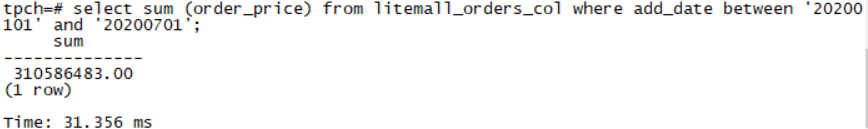 tpch=# select sum (order_price) from litemall_orders_col where add_date between '20200
101' and '20200701';
sum
--------------
310586483.00
(1 row)
Time: 31.356 ms